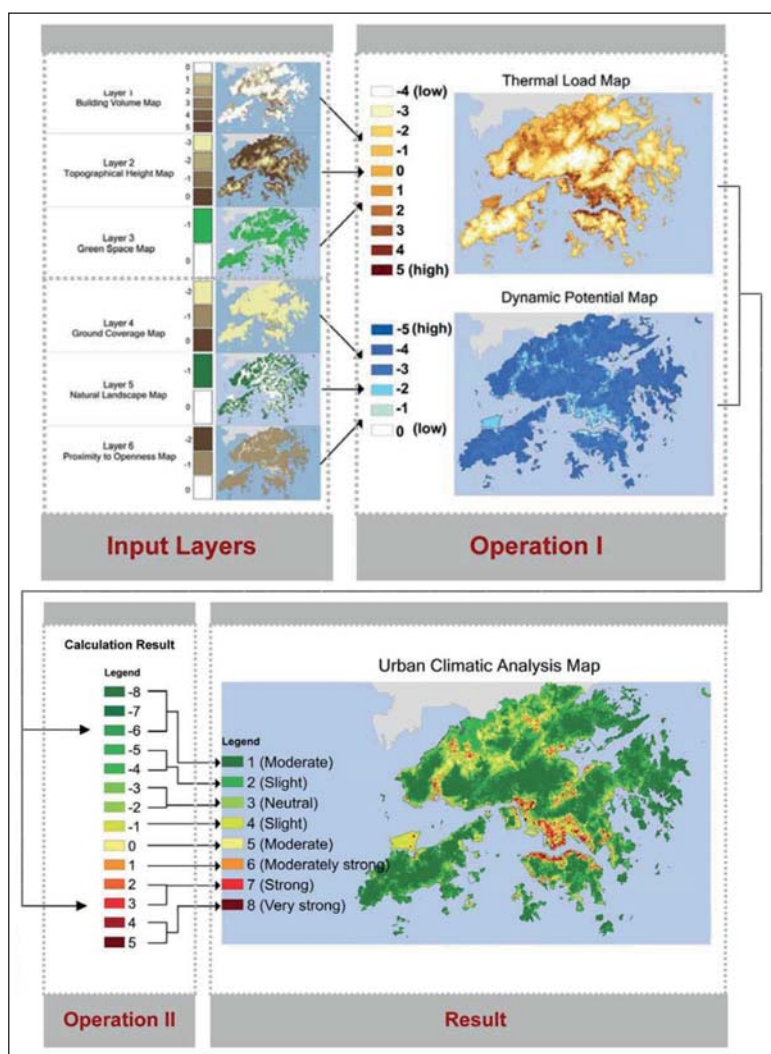 Layer 1
Building Volume Map
0
1
2
3
4
5
Layer 2
Topographical Height Map
-3
-2
-1
0
Layer 3
Green Space Map
-1
0
Layer 4
Ground Coverage Map
-2
-1
0
Layer 5
Natural Landscape Map
-1
0
Layer 6
Proximity to Openness Map
-2
-1
0
Input Layers
Thermal Load Map
-4 (low)
-3
-2
-1
0
1
2
3
4
5 (high)
Dynamic Potential Map
-5 (high)
-4
-3
-2
-1
0 (low)
Operation I
Calculation Result
Legend
-8
-7
-6
-5
-4
-3
-2
-1
0
1
2
3
4
5
Operation II
Urban Climatic Analysis Map
Legend
1 (Moderate)
2 (Slight)
3 (Neutral)
4 (Slight)
5 (Moderate)
6 (Moderately strong)
7 (Strong)
8 (Very strong)
Result